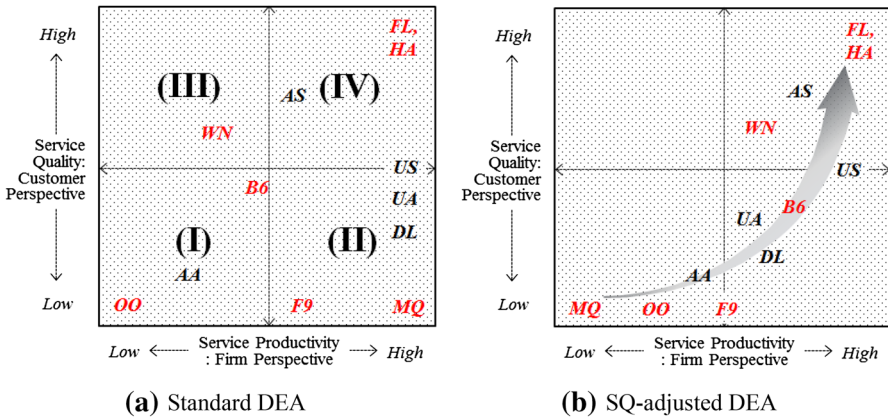 High
Service
Quality:
Customer
Perspective
Low
FL,
HA
(III)
(IV)
AS
WN
US
B6
UA
(I)
(II)
DL
AA
OO
F9
MQ
Low
Service Productivity
: Firm Perspective
High
(a) Standard DEA
High
Service
Quality:
Customer
Perspective
Low
FL,
HA
AS
WN
US
B6
UA
DL
AA
MQ
OO
F9
Low
Service Productivity
: Firm Perspective
High
(b) SQ-adjusted DEA